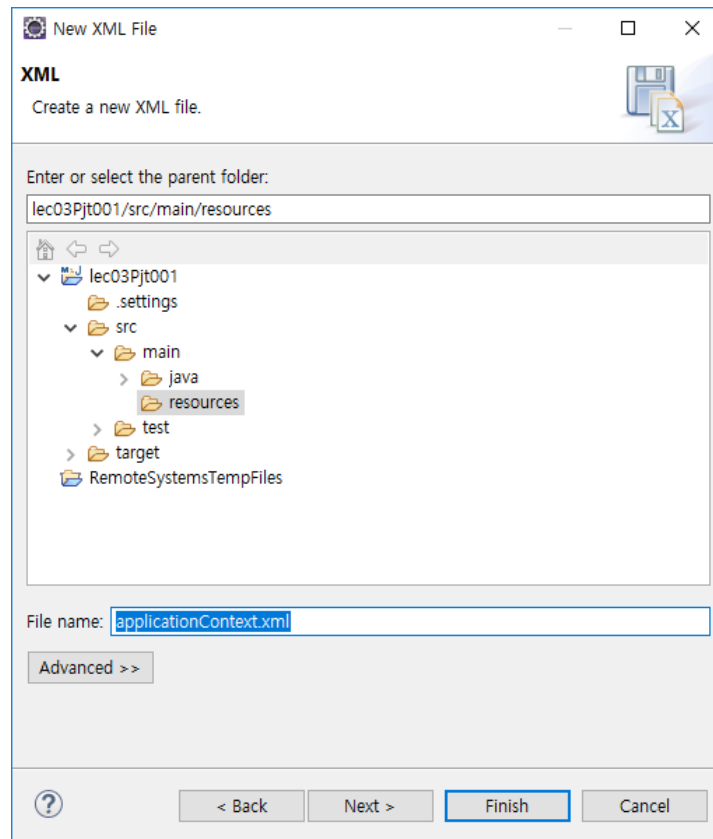 New XML File
XML
Create a new XML file.
Enter or select the parent folder:
lec03Pjt001/src/main/resources
lec03Pjt001
.settings
src
main
java
resources
test
target
RemoteSystemsTempFiles
File name: applicationContext.xml
Advanced >>
< Back Next > Finish Cancel